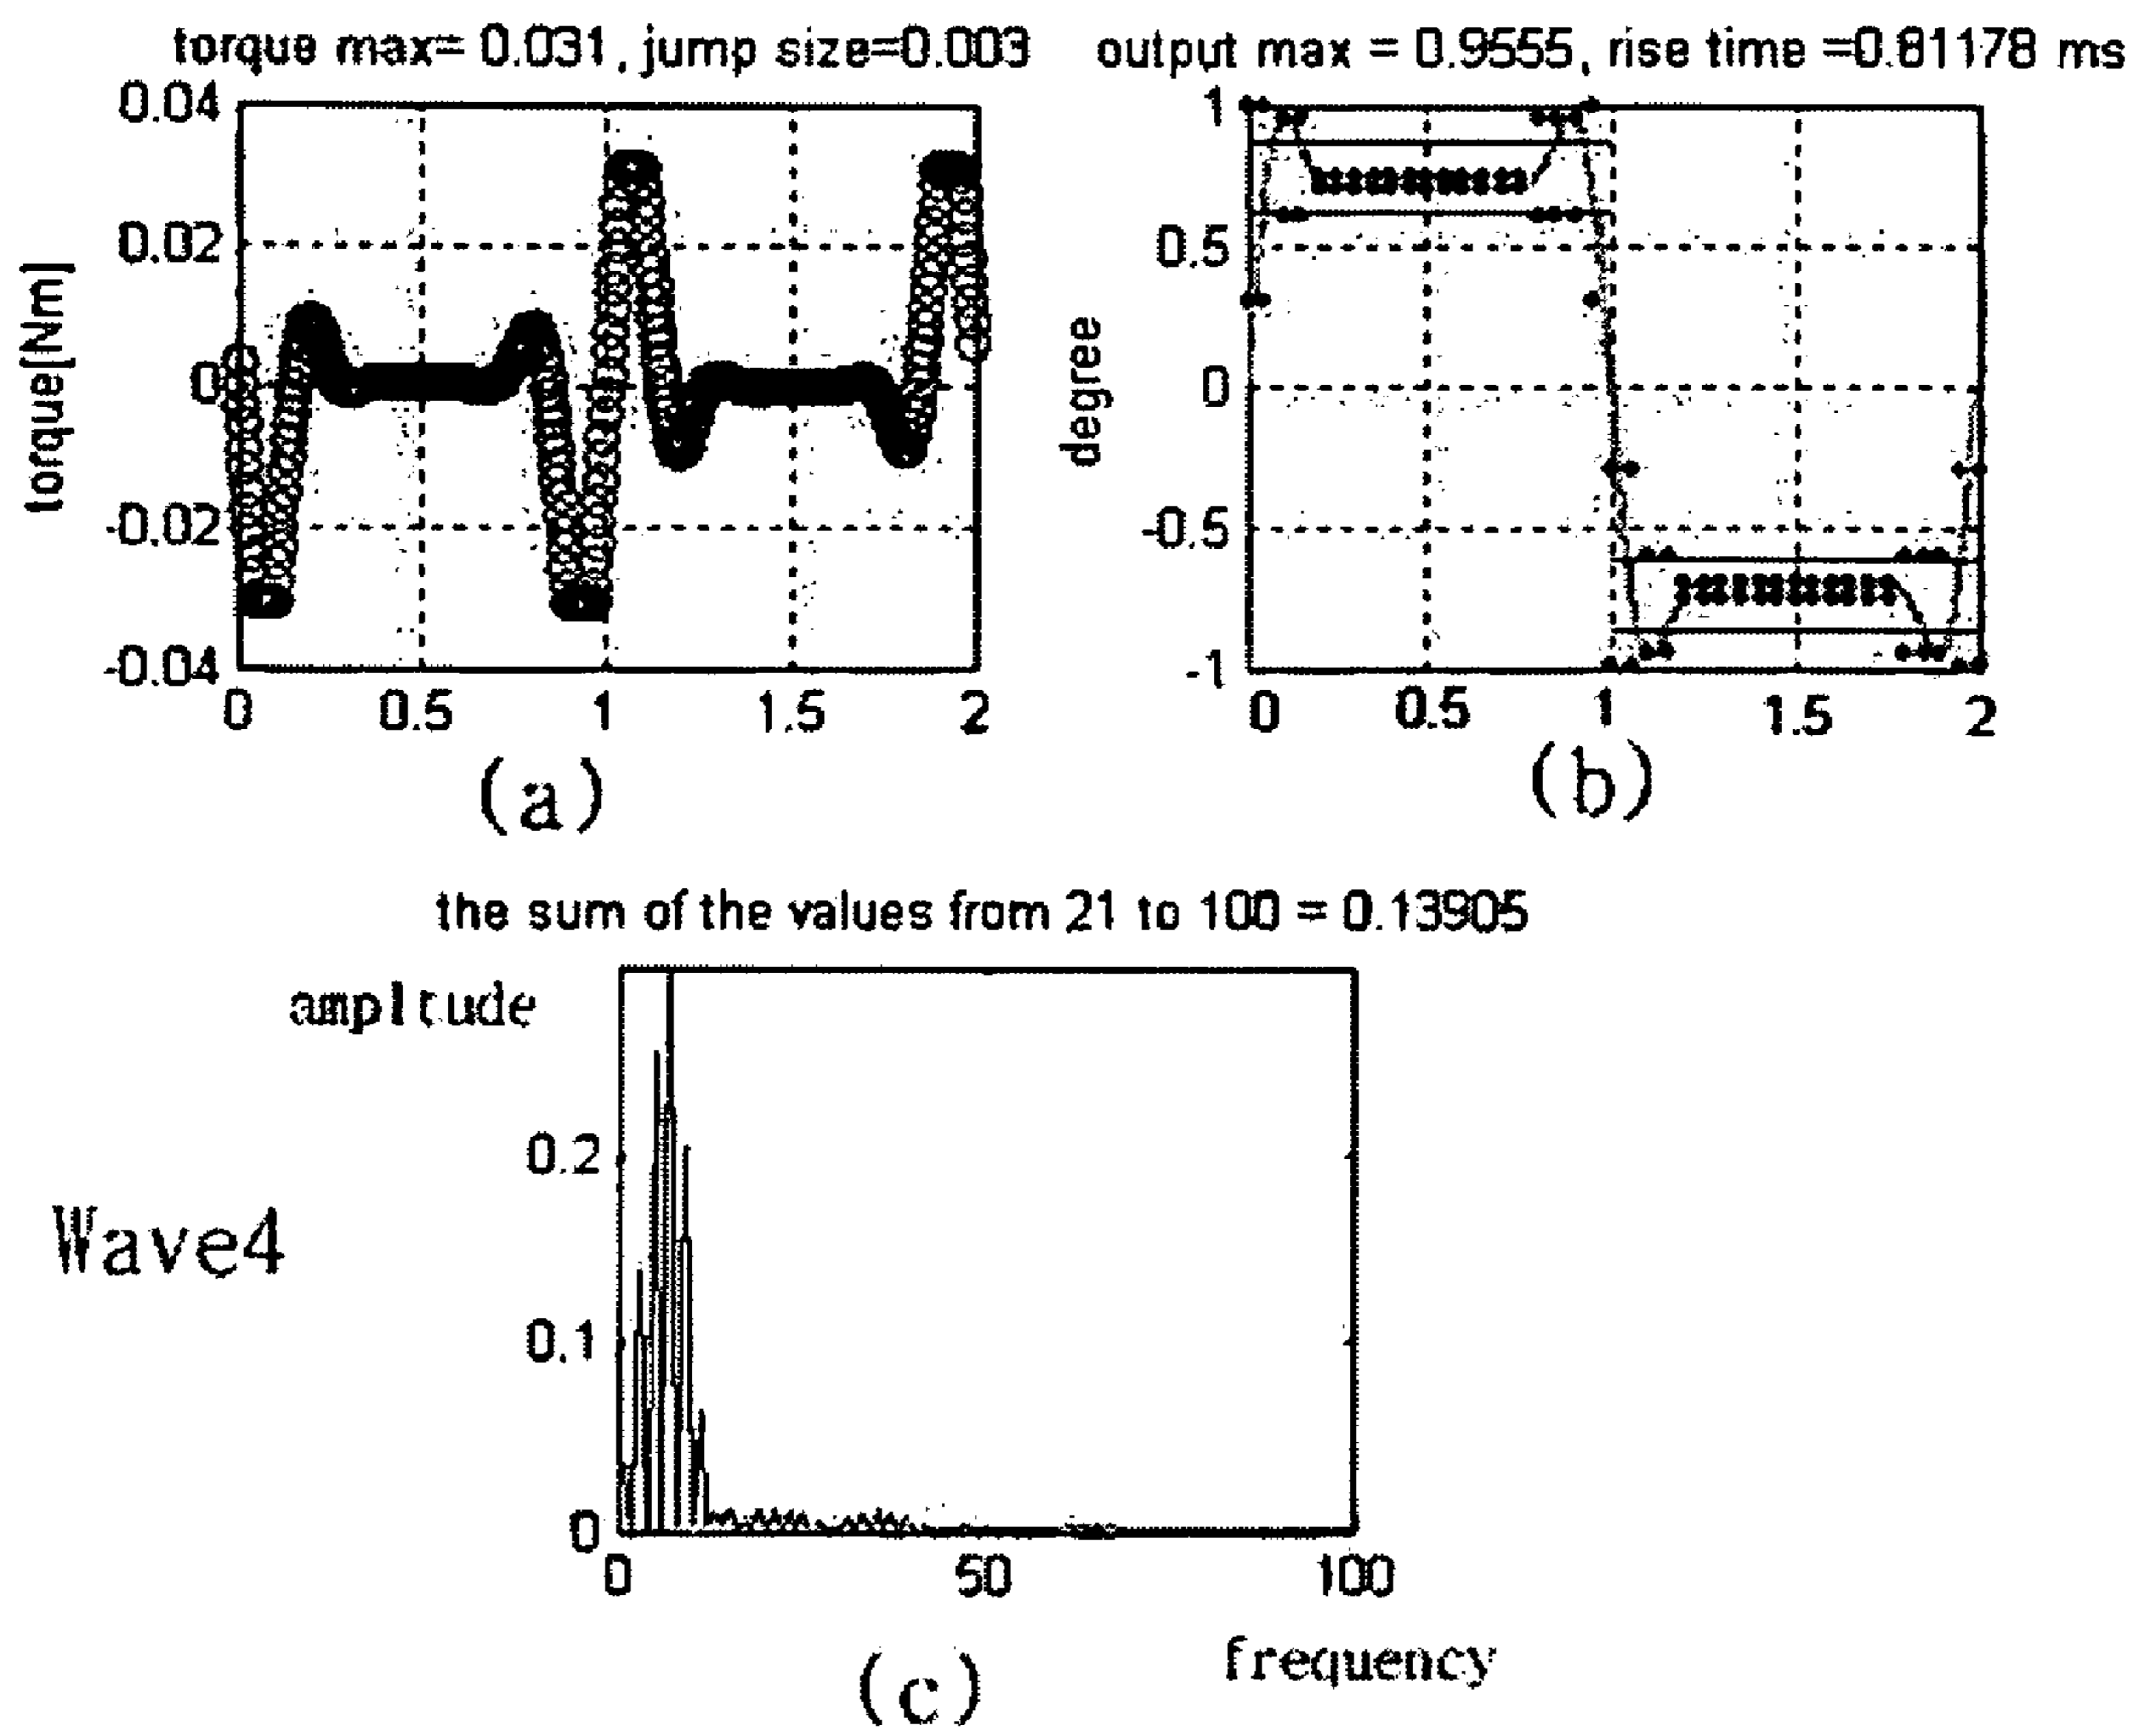 torque max= 0.031, jump size=0.003
output max = 0.9555, rise time =0.81178 ms
0.04
0.02
0
-0.02
-0.04
torque[Nm]
0 0.5 1 1.5 2
(a)
1
0.5
0
-0.5
-1
degree
0 0.5 1 1.5 2
(b)
the sum of the values from 21 to 100 = 0.13905
ampltude
0.2
0.1
0
Wave4
0 50 100
frequency
(c)